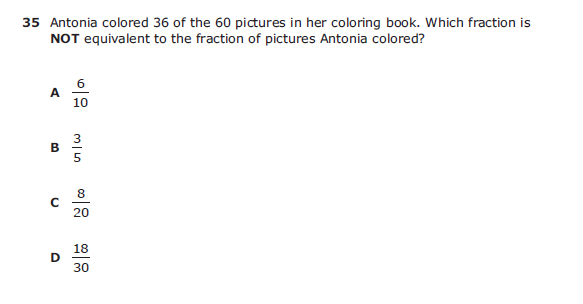 35 Antonia colored 36 of the 60 pictures in her coloring book. Which fraction is
NOT equivalent to the fraction of pictures Antonia colored?
A 6/10
B 3/5
C 8/20
D 18/30